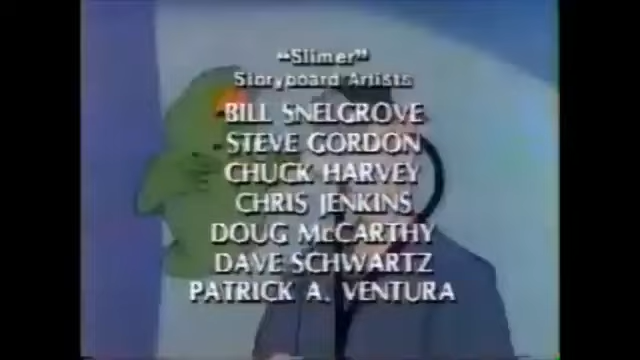 "Slimer"
Storyboard Artists
BILL SNELGROVE
STEVE GORDON
CHUCK HARVEY
CHRIS JENKINS
DOUG McCARTHY
DAVE SCHWARTZ
PATRICK A. VENTURA